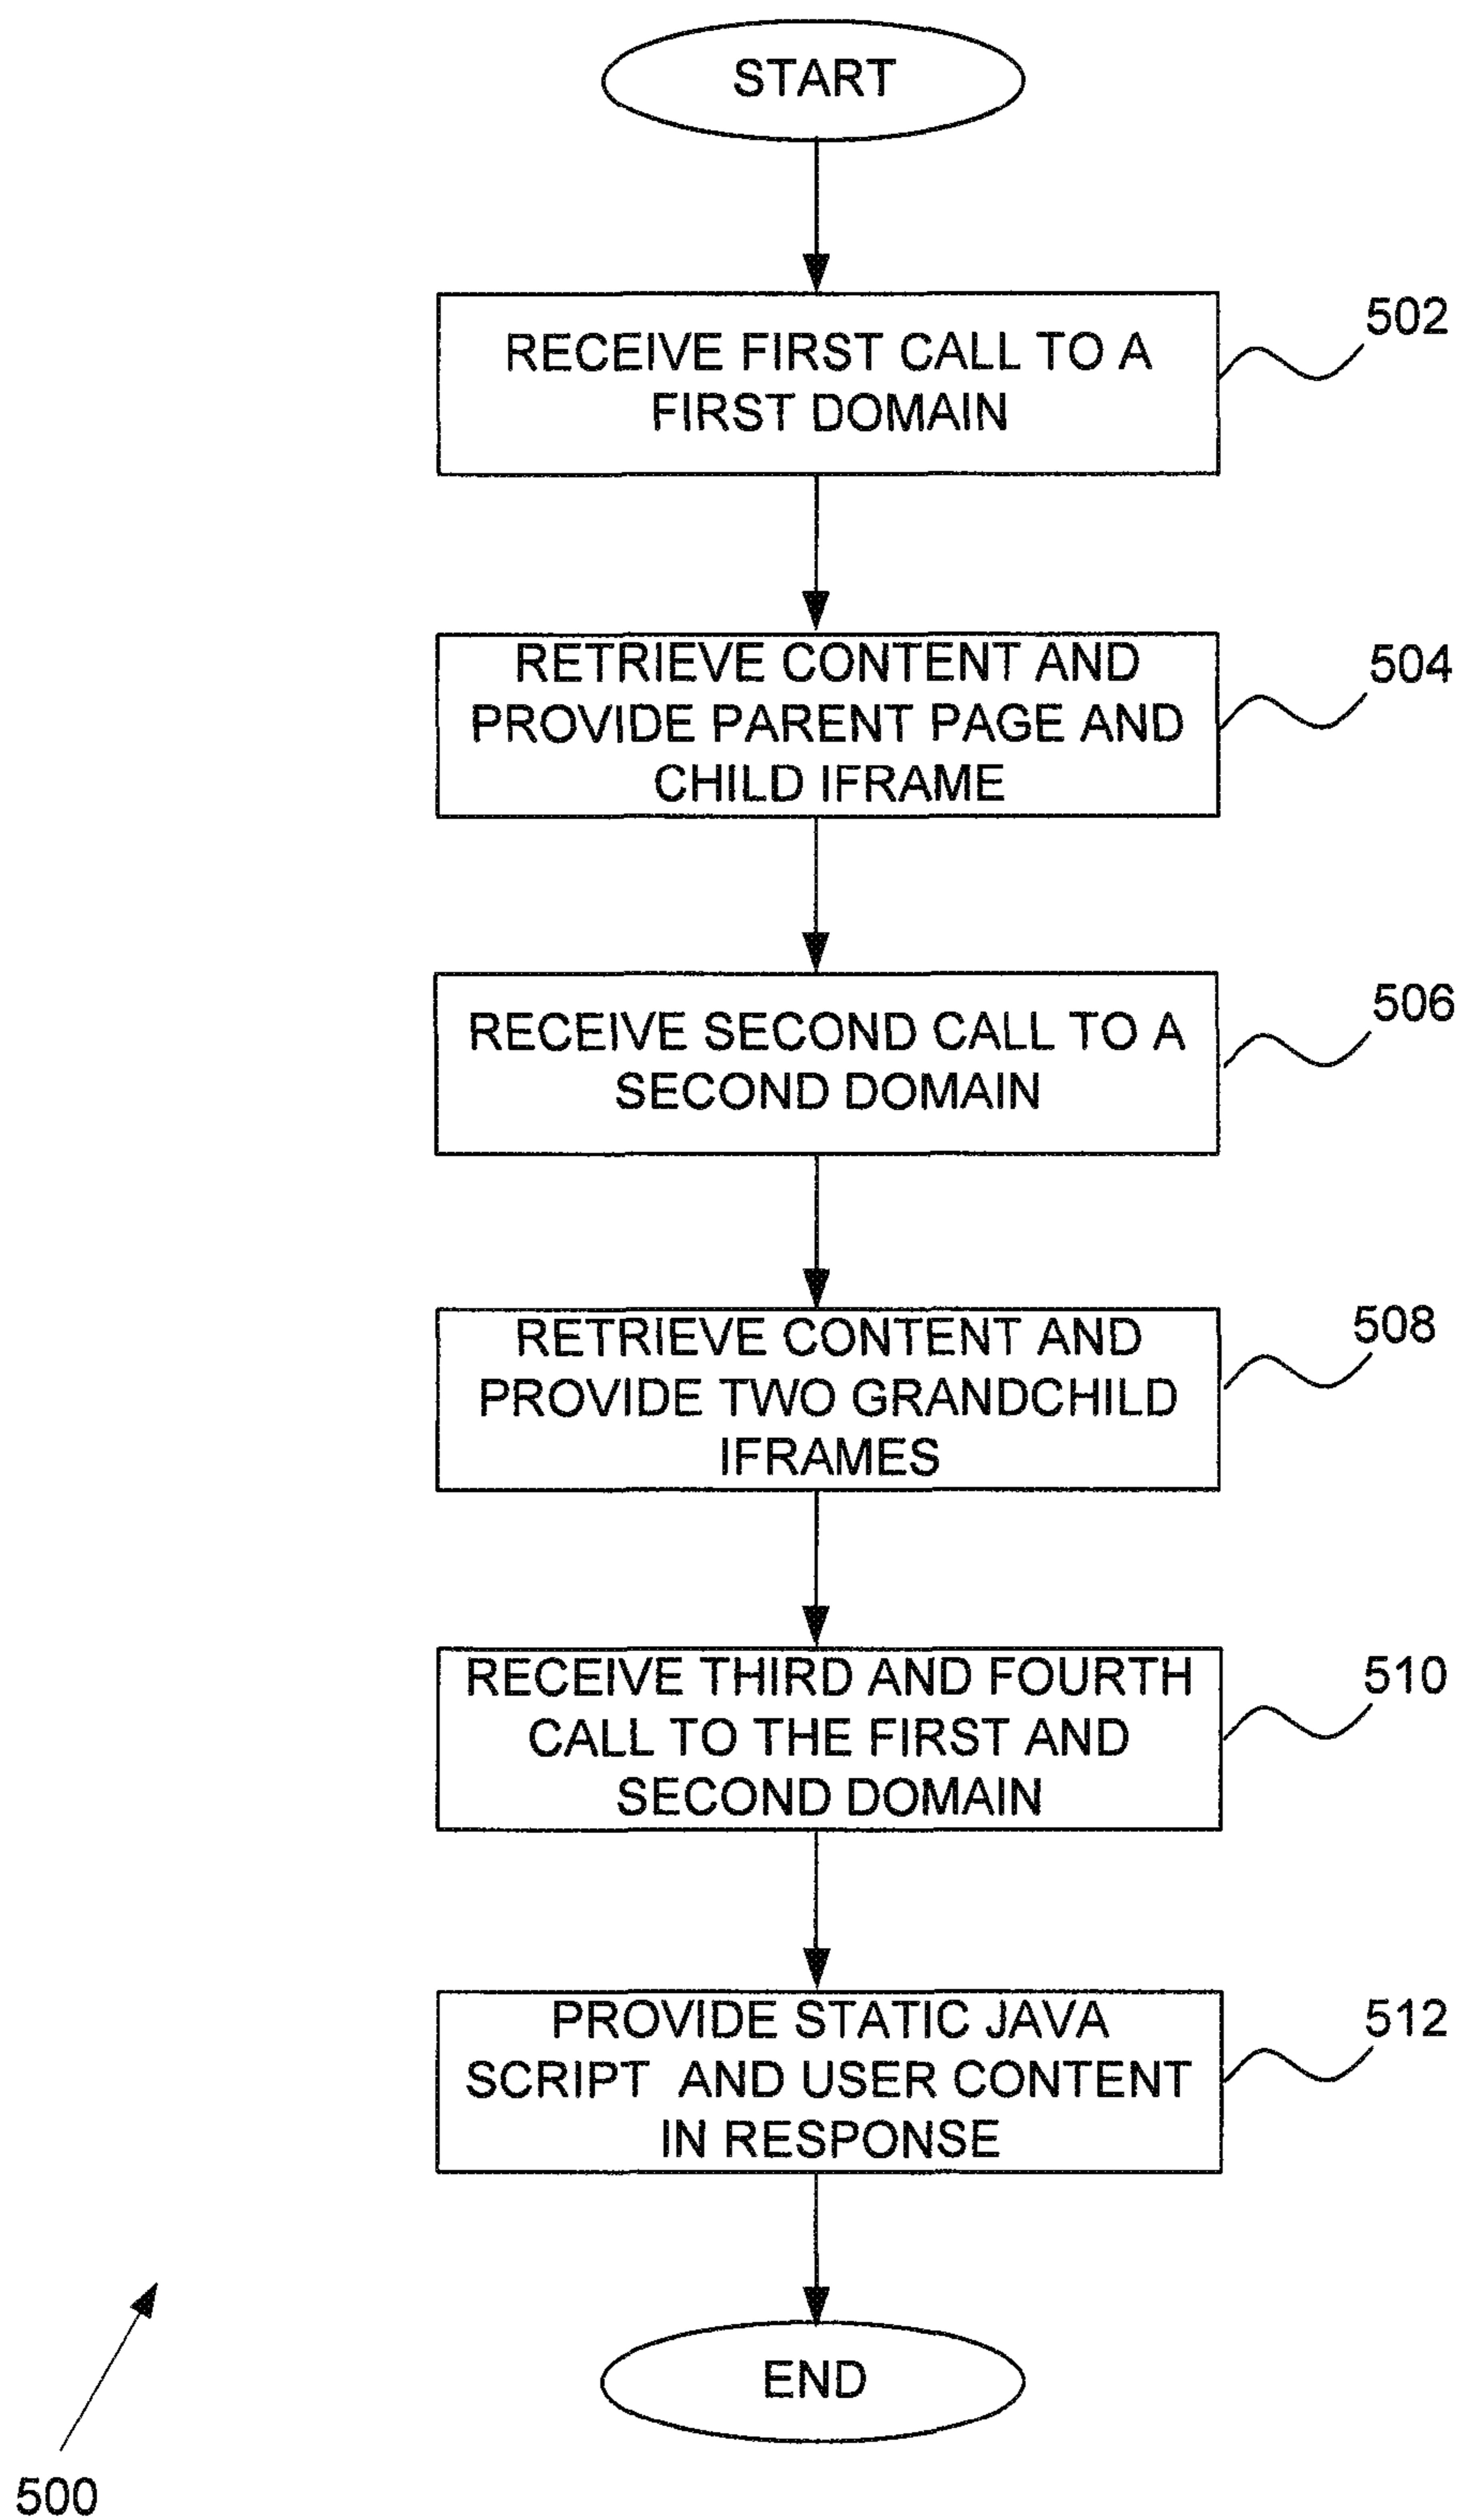 START
RECEIVE FIRST CALL TO A
FIRST DOMAIN
502
RETRIEVE CONTENT AND
PROVIDE PARENT PAGE AND
CHILD IFRAME
504
RECEIVE SECOND CALL TO A
SECOND DOMAIN
506
RETRIEVE CONTENT AND
PROVIDE TWO GRANDCHILD
IFRAMES
508
RECEIVE THIRD AND FOURTH
CALL TO THE FIRST AND
SECOND DOMAIN
510
PROVIDE STATIC JAVA
SCRIPT AND USER CONTENT
IN RESPONSE
512
END
500